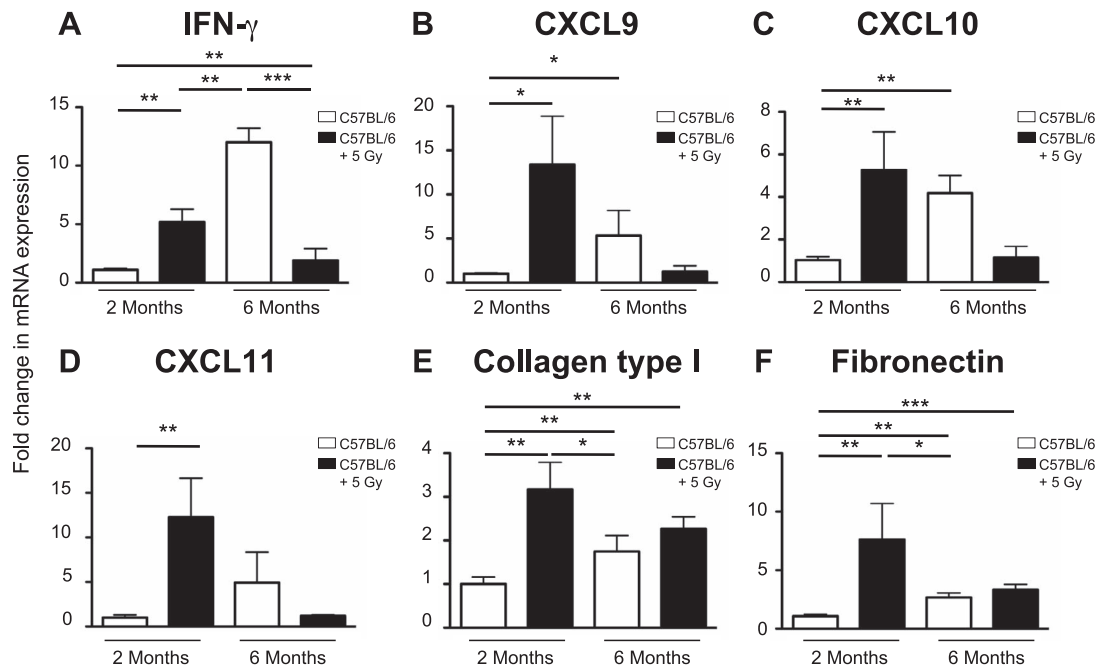 Fold change in mRNA expression
A IFN-γ
**
** ***
**
15
10
5
0
C57BL/6
C57BL/6
+ 5 Gy
2 Months 6 Months
B CXCL9
*
*
20
15
10
5
0
C57BL/6
C57BL/6
+ 5 Gy
2 Months 6 Months
C CXCL10
**
**
8
6
4
2
0
C57BL/6
C57BL/6
+ 5 Gy
2 Months 6 Months
D CXCL11
**
20
15
10
5
0
C57BL/6
C57BL/6
+ 5 Gy
2 Months 6 Months
E Collagen type I
**
**
** *
4
3
2
1
0
C57BL/6
C57BL/6
+ 5 Gy
2 Months 6 Months
F Fibronectin
***
**
** *
15
10
5
0
C57BL/6
C57BL/6
+ 5 Gy
2 Months 6 Months